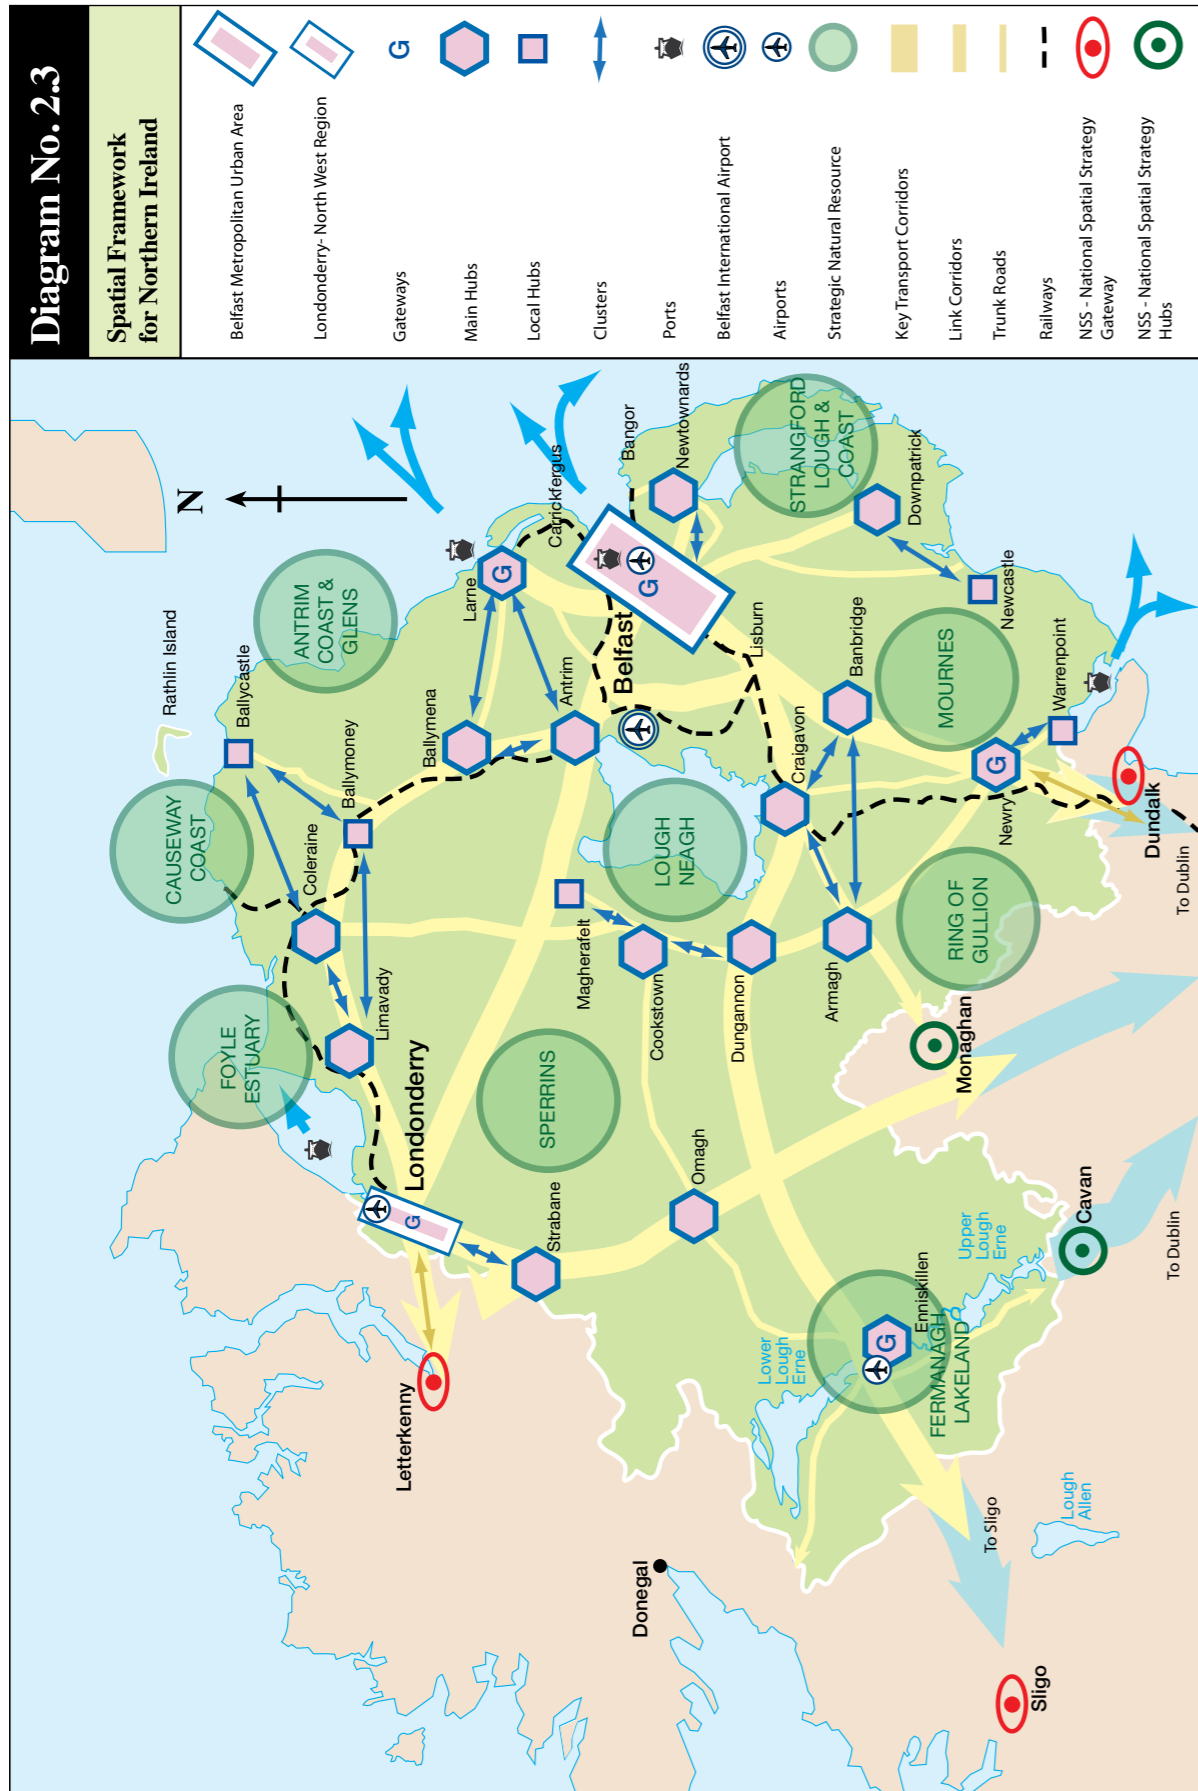 Diagram No. 2.3
Spatial Framework
for Northern Ireland
Belfast Metropolitan Urban Area
Londonderry- North West Region
Gateways
G
Main Hubs
Local Hubs
Clusters
Ports
Belfast International Airport
Airports
Strategic Natural Resource
Key Transport Corridors
Link Corridors
Trunk Roads
Railways
NSS - National Spatial Strategy
Gateway
NSS - National Spatial Strategy
Hubs
N
Rathlin Island
CAUSEWAY
COAST
Ballycastle
ANTRIM
COAST &
GLENS
FOYLE
ESTUARY
Coleraine
Ballymoney
Limavady
Londonderry
G
Letterkenny
Ballymena
Larne
G
Carrickfergus
Antrim
SPERRINS
Strabane
Magherafelt
Belfast
G
Bangor
Newtownards
Cookstown
LOUGH
NEAGH
Lisburn
Donegal
Omagh
Dungannon
Craigavon
STRANGFORD
LOUGH &
COAST
Lower
Lough
Erne
Armagh
Banbridge
Downpatrick
Enniskillen
G
FERMANAGH
LAKELAND
Upper
Lough
Erne
Monaghan
RING OF
GULLION
MOURNES
Newcastle
Newry
G
Warrenpoint
To Sligo
Sligo
Lough
Allen
Cavan
Dundalk
To Dublin
To Dublin